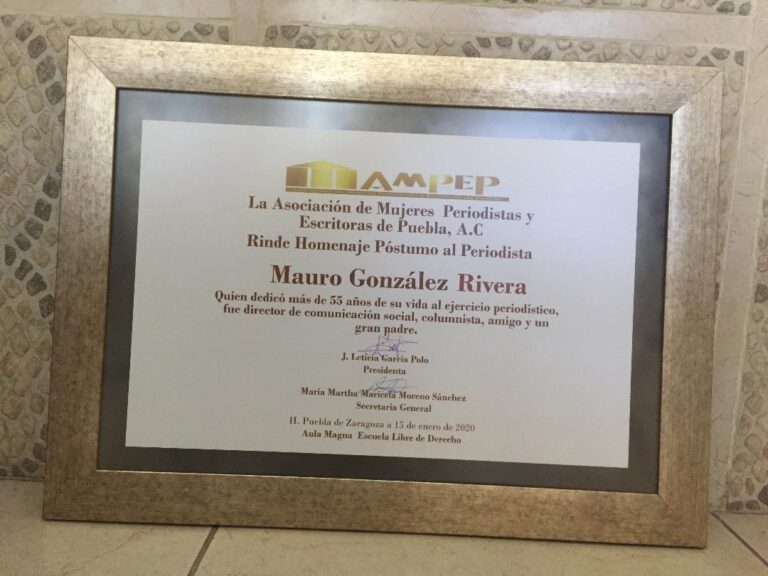 AMPEP
La Asociación de Mujeres Periodistas y
Escritoras de Puebla, A.C
Rinde Homenaje Póstumo al Periodista
Mauro González Rivera
Quien dedicó más de 55 años de su vida al ejercicio periodístico,
fue director de comunicación social, columnista, amigo y un
gran padre.
J. Leticia García Polo
Presidenta
María Martha Maricela Moreno Sánchez
Secretaria General
H. Puebla de Zaragoza a 15 de enero de 2020
Aula Magna Escuela Libre de Derecho